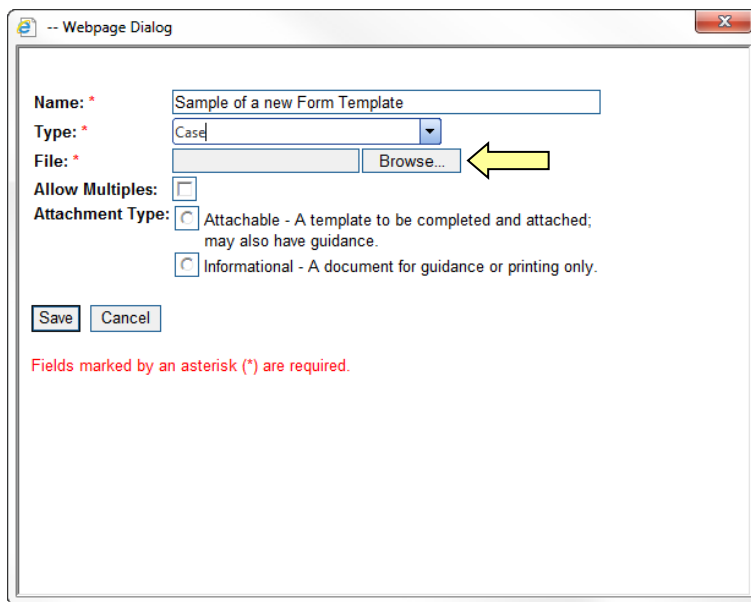 -- Webpage Dialog
X
Name: * Sample of a new Form Template
Type: * Case
File: * Browse...
Allow Multiples:
Attachment Type: Attachable - A template to be completed and attached;
may also have guidance.
Informational - A document for guidance or printing only.
Save Cancel
Fields marked by an asterisk (*) are required.